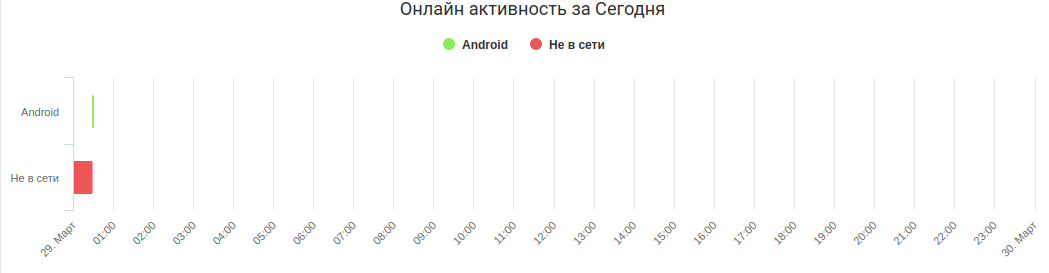 Онлайн активность за Сегодня
Android Не в сети
Android
Не в сети
29. Март 01:00 02:00 03:00 04:00 05:00 06:00 07:00 08:00 09:00 10:00 11:00 12:00 13:00 14:00 15:00 16:00 17:00 18:00 19:00 20:00 21:00 22:00 23:00 30. Март